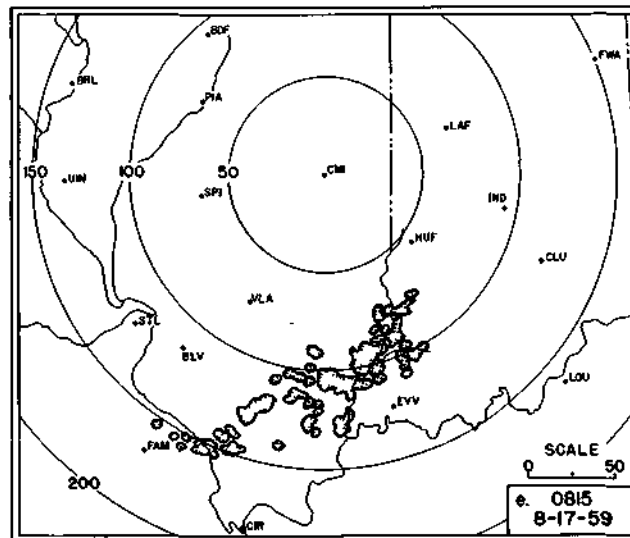 BDF
FWA
BRL
PIA
LAF
150
100
50
CMI
UIN
SPI
IND
HUF
CLU
VLA
STL
BLV
LOU
EVV
FAM
SCALE
0 50
200
e. 0815
8-17-59
CIR